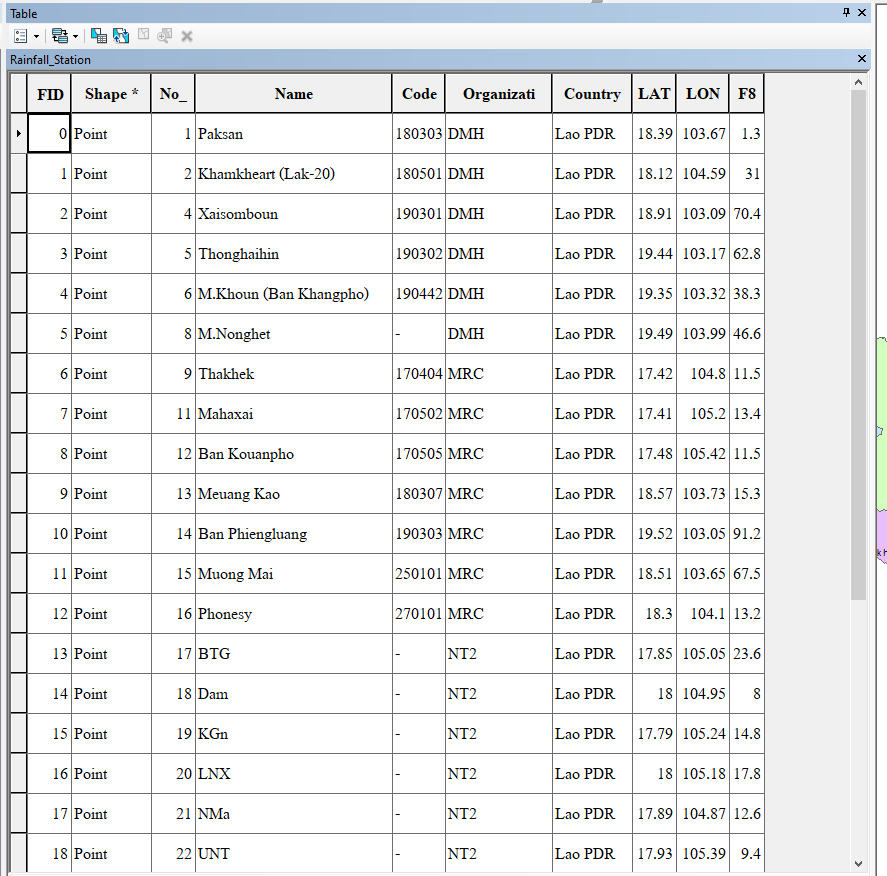 Table
Rainfall_Station
FID Shape * No_ Name Code Organizati Country LAT LON F8
0 Point 1 Paksan 180303 DMH Lao PDR 18.39 103.67 1.3
1 Point 2 Khamkheart (Lak-20) 180501 DMH Lao PDR 18.12 104.59 31
2 Point 4 Xaisomboun 190301 DMH Lao PDR 18.91 103.09 70.4
3 Point 5 Thonghaihin 190302 DMH Lao PDR 19.44 103.17 62.8
4 Point 6 M.Khoun (Ban Khangpho) 190442 DMH Lao PDR 19.35 103.32 38.3
5 Point 8 M.Nonghet - DMH Lao PDR 19.49 103.99 46.6
6 Point 9 Thakhek 170404 MRC Lao PDR 17.42 104.8 11.5
7 Point 11 Mahaxai 170502 MRC Lao PDR 17.41 105.2 13.4
8 Point 12 Ban Kouanpho 170505 MRC Lao PDR 17.48 105.42 11.5
9 Point 13 Meuang Kao 180307 MRC Lao PDR 18.57 103.73 15.3
10 Point 14 Ban Phiengluang 190303 MRC Lao PDR 19.52 103.05 91.2
11 Point 15 Muong Mai 250101 MRC Lao PDR 18.51 103.65 67.5
12 Point 16 Phonesy 270101 MRC Lao PDR 18.3 104.1 13.2
13 Point 17 BTG - NT2 Lao PDR 17.85 105.05 23.6
14 Point 18 Dam - NT2 Lao PDR 18 104.95 8
15 Point 19 KGn - NT2 Lao PDR 17.79 105.24 14.8
16 Point 20 LNX - NT2 Lao PDR 18 105.18 17.8
17 Point 21 NMa - NT2 Lao PDR 17.89 104.87 12.6
18 Point 22 UNT - NT2 Lao PDR 17.93 105.39 9.4